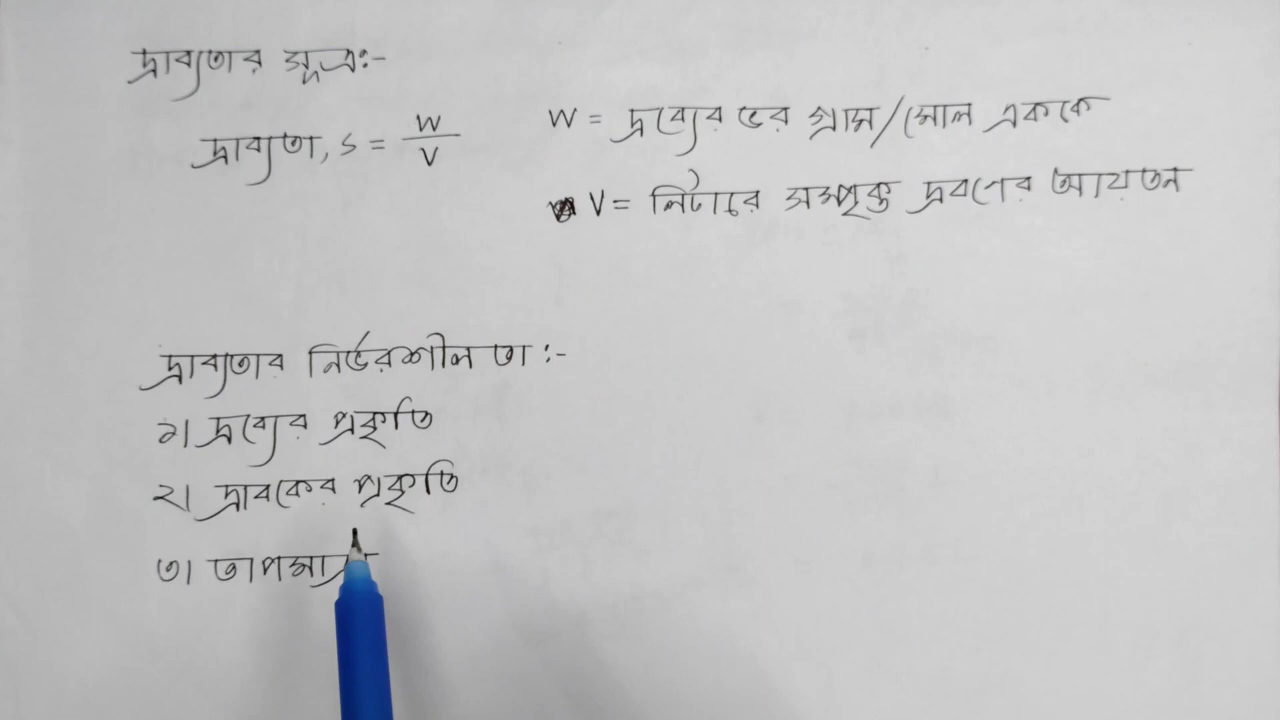 দ্রাব্যতার সূত্রঃ-
দ্রাব্যতা, S = W/V
W = দ্রব্যের ভর গ্রাম/মোল এককে
V = লিটারে সম্পৃক্ত দ্রবণের আয়তন
দ্রাব্যতার নির্ভরশীলতা :-
১। দ্রব্যের প্রকৃতি
২। দ্রাবকের প্রকৃতি
৩।